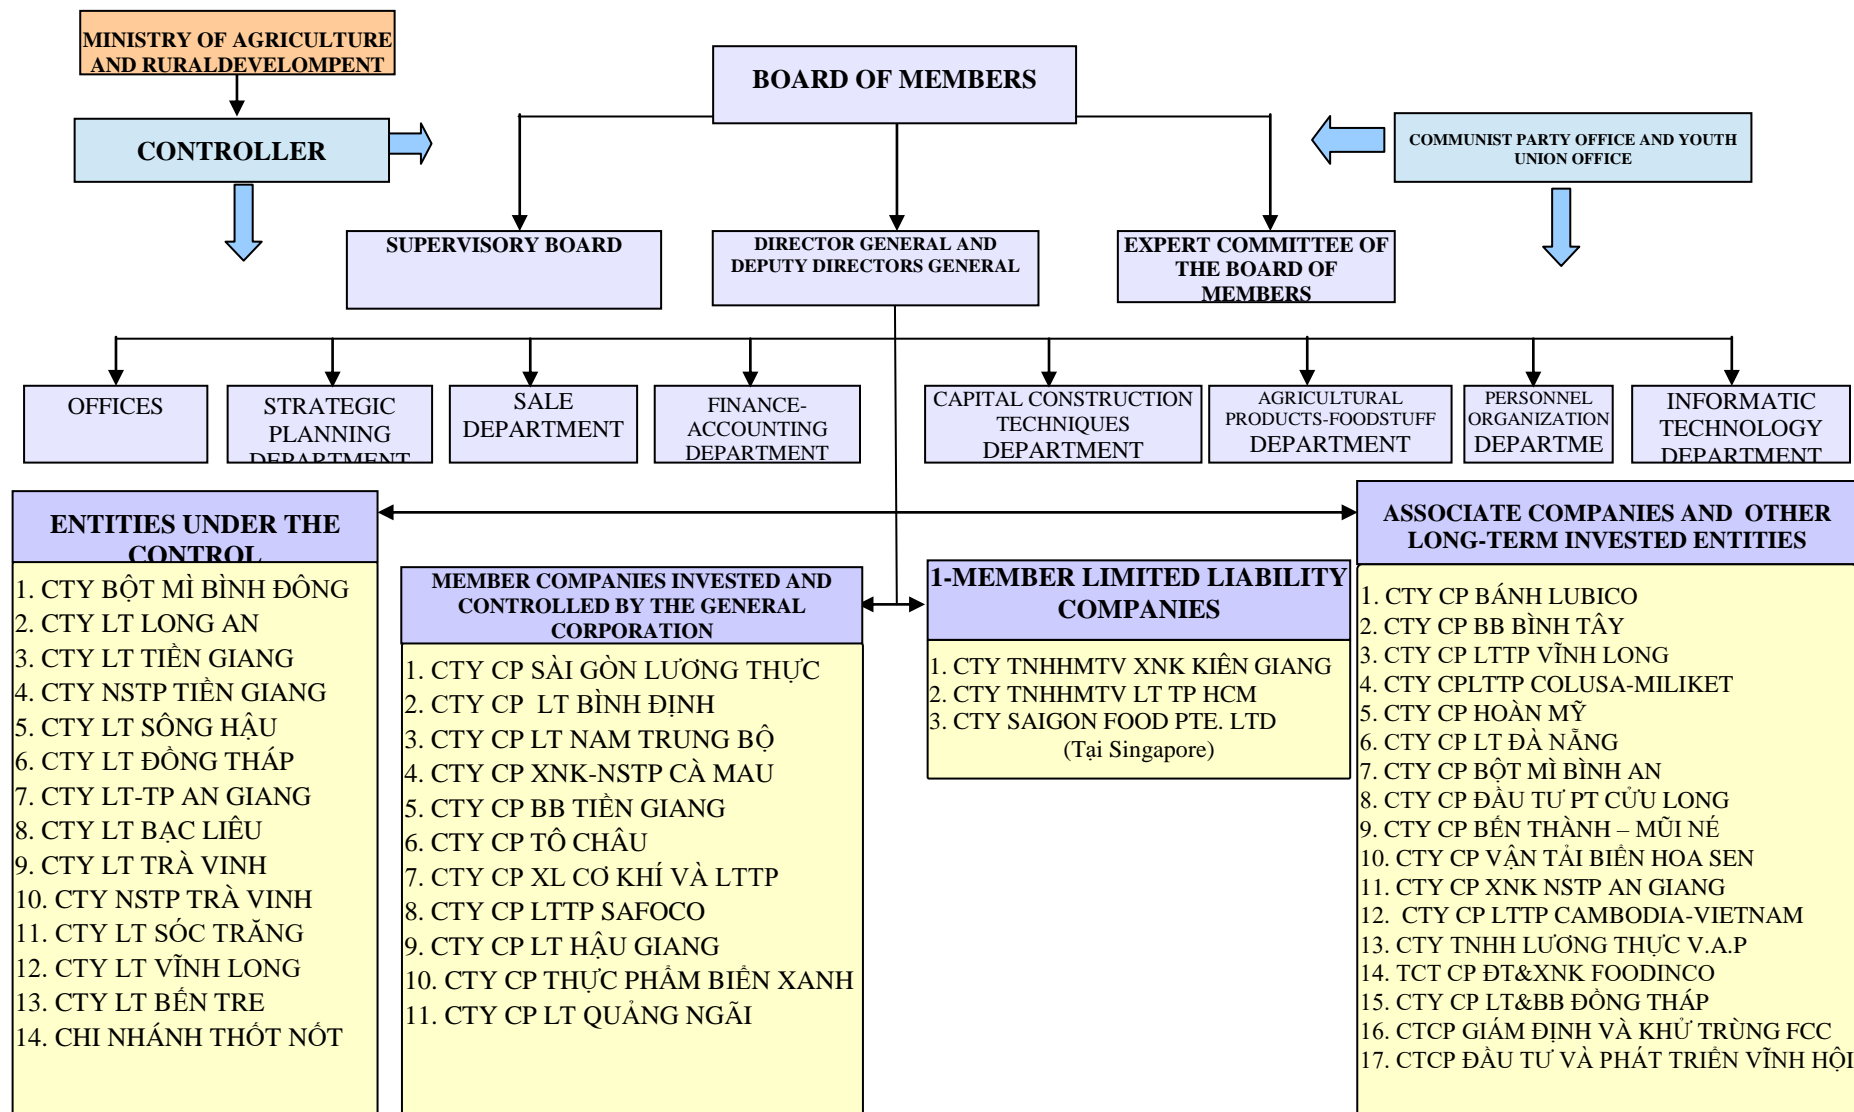 MINISTRY OF AGRICULTURE
AND RURALDEVELOMPENT
BOARD OF MEMBERS
CONTROLLER
COMMUNIST PARTY OFFICE AND YOUTH
UNION OFFICE
SUPERVISORY BOARD
DIRECTOR GENERAL AND
DEPUTY DIRECTORS GENERAL
EXPERT COMMITTEE OF
THE BOARD OF
MEMBERS
OFFICES
STRATEGIC
PLANNING
DEPARTMENT
SALE
DEPARTMENT
FINANCE-
ACCOUNTING
DEPARTMENT
CAPITAL CONSTRUCTION
TECHNIQUES
DEPARTMENT
AGRICULTURAL
PRODUCTS-FOODSTUFF
DEPARTMENT
PERSONNEL
ORGANIZATION
DEPARTME
INFORMATIC
TECHNOLOGY
DEPARTMENT
ENTITIES UNDER THE
CONTROL
1. CTY BỘT MÌ BÌNH ĐÔNG
2. CTY LT LONG AN
3. CTY LT TIỀN GIANG
4. CTY NSTP TIỀN GIANG
5. CTY LT SÔNG HẬU
6. CTY LT ĐỒNG THÁP
7. CTY LT-TP AN GIANG
8. CTY LT BẠC LIÊU
9. CTY LT TRÀ VINH
10. CTY NSTP TRÀ VINH
11. CTY LT SÓC TRĂNG
12. CTY LT VĨNH LONG
13. CTY LT BẾN TRE
14. CHI NHÁNH THỐT NỐT
MEMBER COMPANIES INVESTED AND
CONTROLLED BY THE GENERAL
CORPORATION
1. CTY CP SÀI GÒN LƯƠNG THỰC
2. CTY CP LT BÌNH ĐỊNH
3. CTY CP LT NAM TRUNG BỘ
4. CTY CP XNK-NSTP CÀ MAU
5. CTY CP BB TIỀN GIANG
6. CTY CP TÔ CHÂU
7. CTY CP XL CƠ KHÍ VÀ LTTP
8. CTY CP LTTP SAFOCO
9. CTY CP LT HẬU GIANG
10. CTY CP THỰC PHẨM BIỂN XANH
11. CTY CP LT QUẢNG NGÃI
1-MEMBER LIMITED LIABILITY
COMPANIES
1. CTY TNHHMTV XNK KIÊN GIANG
2. CTY TNHHMTV LT TP HCM
3. CTY SAIGON FOOD PTE. LTD
(Tại Singapore)
ASSOCIATE COMPANIES AND OTHER
LONG-TERM INVESTED ENTITIES
1. CTY CP BÁNH LUBICO
2. CTY CP BB BÌNH TÂY
3. CTY CP LTTP VĨNH LONG
4. CTY CPLTTP COLUSA-MILIKET
5. CTY CP HOÀN MỸ
6. CTY CP LT ĐÀ NẴNG
7. CTY CP BỘT MÌ BÌNH AN
8. CTY CP ĐẦU TƯ PT CỬU LONG
9. CTY CP BẾN THÀNH – MŨI NÉ
10. CTY CP VẬN TẢI BIỂN HOA SEN
11. CTY CP XNK NSTP AN GIANG
12. CTY CP LTTP CAMBODIA-VIETNAM
13. CTY TNHH LƯƠNG THỰC V.A.P
14. TCT CP ĐT&XNK FOODINCO
15. CTY CP LT&BB ĐỒNG THÁP
16. CTCP GIÁM ĐỊNH VÀ KHỬ TRÙNG FCC
17. CTCP ĐẦU TƯ VÀ PHÁT TRIỂN VĨNH HỘI